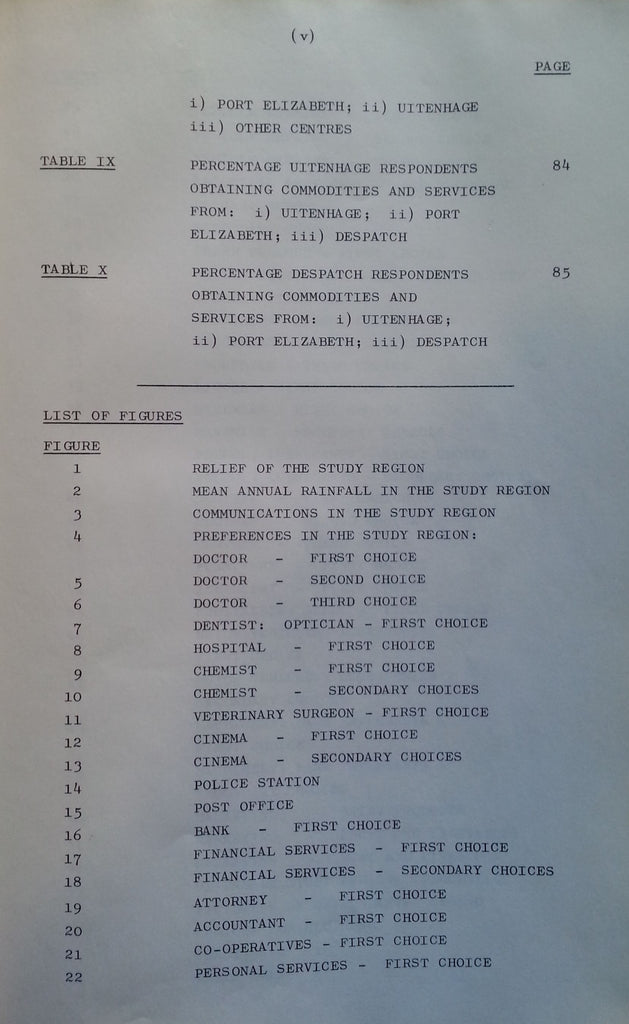 (v)
PAGE
i) PORT ELIZABETH; ii) UITENHAGE
iii) OTHER CENTRES
TABLE IX PERCENTAGE UITENHAGE RESPONDENTS 84
OBTAINING COMMODITIES AND SERVICES
FROM: i) UITENHAGE; ii) PORT
ELIZABETH; iii) DESPATCH
TABLE X PERCENTAGE DESPATCH RESPONDENTS 85
OBTAINING COMMODITIES AND
SERVICES FROM: i) UITENHAGE;
ii) PORT ELIZABETH; iii) DESPATCH
LIST OF FIGURES
FIGURE
1 RELIEF OF THE STUDY REGION
2 MEAN ANNUAL RAINFALL IN THE STUDY REGION
3 COMMUNICATIONS IN THE STUDY REGION
4 PREFERENCES IN THE STUDY REGION:
DOCTOR - FIRST CHOICE
5 DOCTOR - SECOND CHOICE
6 DOCTOR - THIRD CHOICE
7 DENTIST: OPTICIAN - FIRST CHOICE
8 HOSPITAL - FIRST CHOICE
9 CHEMIST - FIRST CHOICE
10 CHEMIST - SECONDARY CHOICES
11 VETERINARY SURGEON - FIRST CHOICE
12 CINEMA - FIRST CHOICE
13 CINEMA - SECONDARY CHOICES
14 POLICE STATION
15 POST OFFICE
16 BANK - FIRST CHOICE
17 FINANCIAL SERVICES - FIRST CHOICE
18 FINANCIAL SERVICES - SECONDARY CHOICES
19 ATTORNEY - FIRST CHOICE
20 ACCOUNTANT - FIRST CHOICE
21 CO-OPERATIVES - FIRST CHOICE
22 PERSONAL SERVICES - FIRST CHOICE